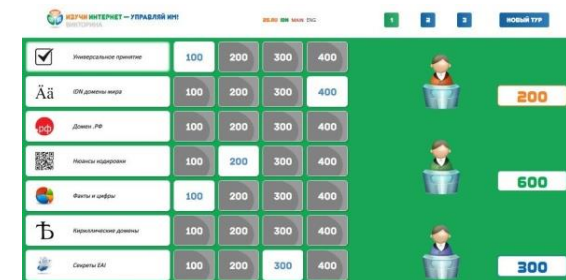 ИЗУЧИ ИНТЕРНЕТ — УПРАВЛЯЙ ИМ!
ВИКТОРИНА
ENG
1 2 3 НОВЫЙ ТУР
Универсальное принятие 100 200 300 400
Ää IDN домены мира 100 200 300 400
200
.рф Домен .РФ 100 200 300 400
Нюансы кодировки 100 200 300 400
600
Факты и цифры 100 200 300 400
Ѣ Кириллические домены 100 200 300 400
Секреты EAI 100 200 300 400
300